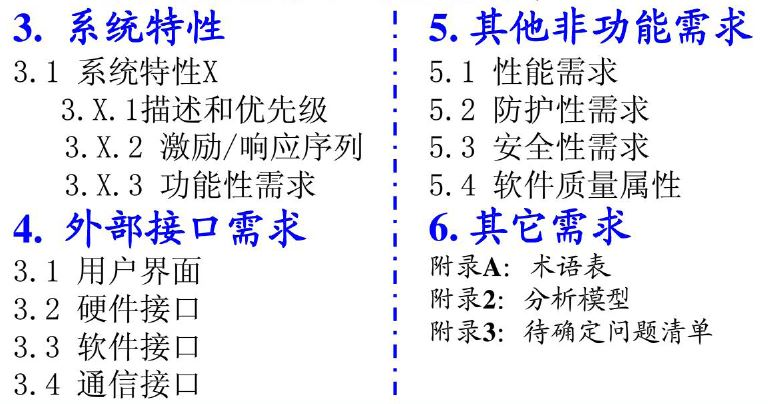 3. 系统特性
3.1 系统特性X
3.X.1描述和优先级
3.X.2 激励/响应序列
3.X.3 功能性需求
4. 外部接口需求
3.1 用户界面
3.2 硬件接口
3.3 软件接口
3.4 通信接口
5. 其他非功能需求
5.1 性能需求
5.2 防护性需求
5.3 安全性需求
5.4 软件质量属性
6. 其它需求
附录A: 术语表
附录2: 分析模型
附录3: 待确定问题清单